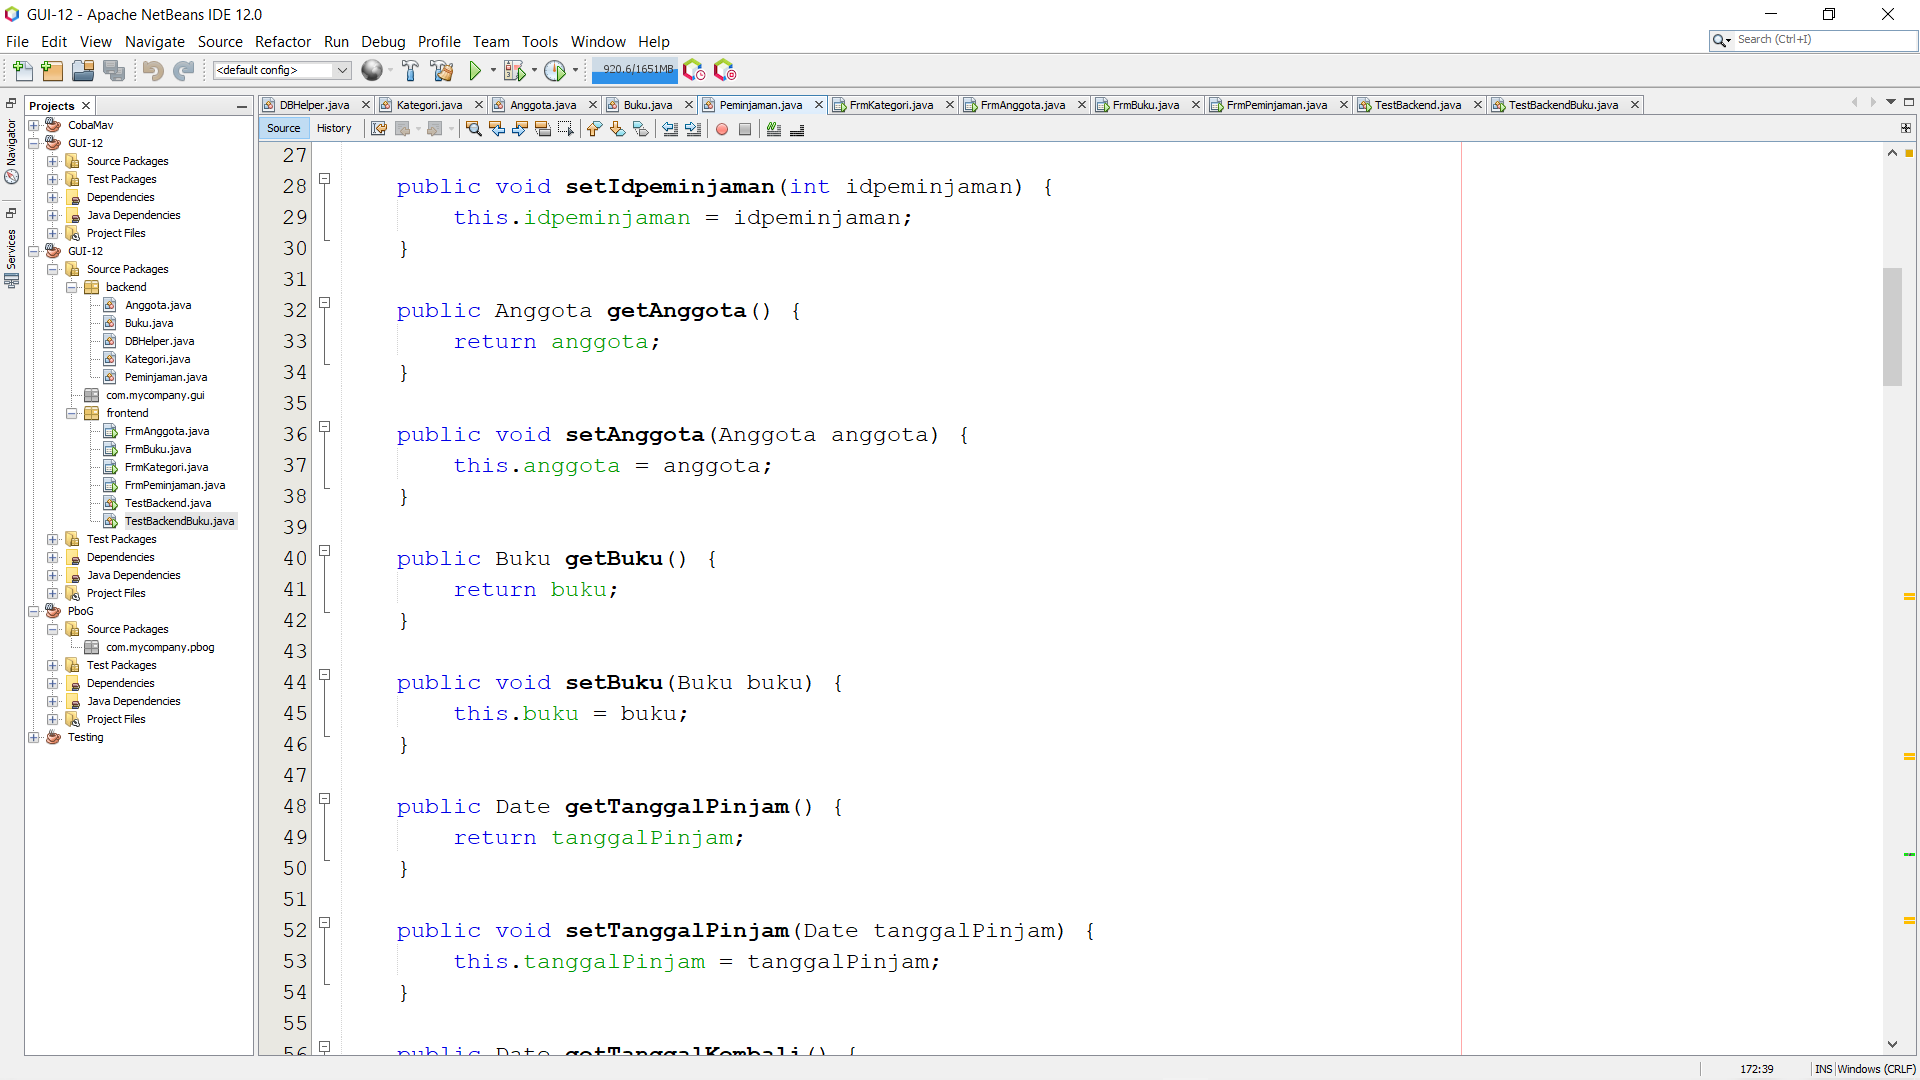 GUI-12 - Apache NetBeans IDE 12.0
File Edit View Navigate Source Refactor Run Debug Profile Team Tools Window Help
Search (Ctrl+I)
<default config>
920.6/1651MB
Projects
DBHelper.java Kategori.java Anggota.java Buku.java Peminjaman.java FrmKategori.java FrmAnggota.java FrmBuku.java FrmPeminjaman.java TestBackend.java TestBackendBuku.java
Source History
Navigator
Services
CobaMav
GUI-12
Source Packages
Test Packages
Dependencies
Java Dependencies
Project Files
GUI-12
Source Packages
backend
Anggota.java
Buku.java
DBHelper.java
Kategori.java
Peminjaman.java
com.mycompany.gui
frontend
FrmAnggota.java
FrmBuku.java
FrmKategori.java
FrmPeminjaman.java
TestBackend.java
TestBackendBuku.java
Test Packages
Dependencies
Java Dependencies
Project Files
PboG
Source Packages
com.mycompany.pbog
Test Packages
Dependencies
Java Dependencies
Project Files
Testing
27
28 public void setIdpeminjaman(int idpeminjaman) {
29 this.idpeminjaman = idpeminjaman;
30 }
31
32 public Anggota getAnggota() {
33 return anggota;
34 }
35
36 public void setAnggota(Anggota anggota) {
37 this.anggota = anggota;
38 }
39
40 public Buku getBuku() {
41 return buku;
42 }
43
44 public void setBuku(Buku buku) {
45 this.buku = buku;
46 }
47
48 public Date getTanggalPinjam() {
49 return tanggalPinjam;
50 }
51
52 public void setTanggalPinjam(Date tanggalPinjam) {
53 this.tanggalPinjam = tanggalPinjam;
54 }
55
56 public Date getTanggalKembali() {
172:39 INS Windows (CRLF)